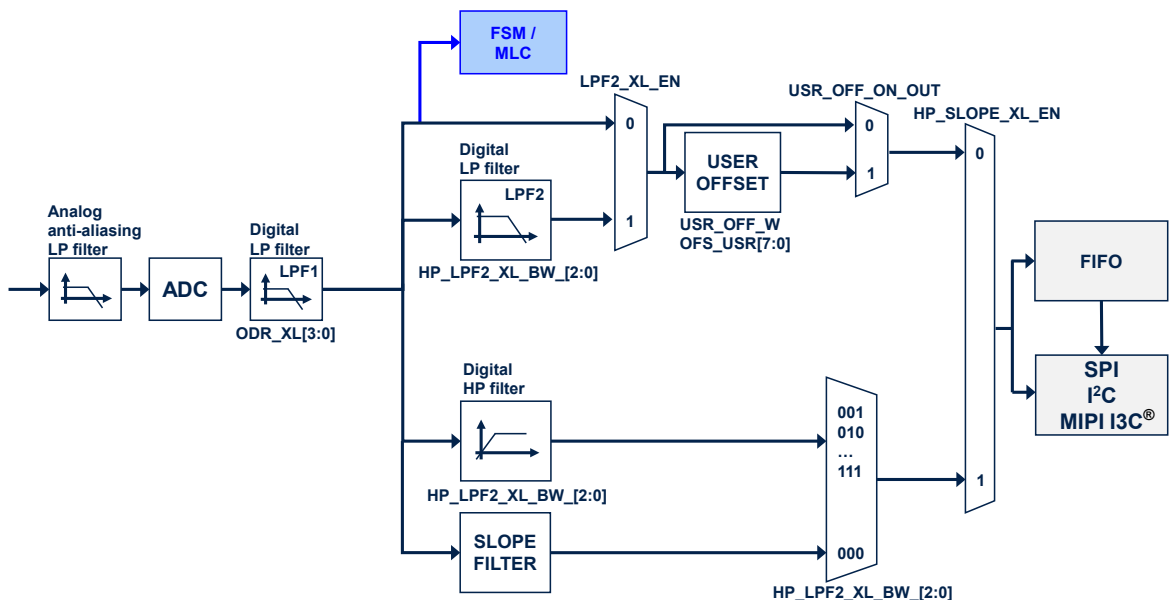 FSM /
MLC
LPF2_XL_EN
USR_OFF_ON_OUT
HP_SLOPE_XL_EN
0
0
0
Digital
LP filter
LPF2
USER
OFFSET
1
1
USR_OFF_W
OFS_USR[7:0]
HP_LPF2_XL_BW_[2:0]
Analog
anti-aliasing
LP filter
ADC
Digital
LP filter
LPF1
ODR_XL[3:0]
FIFO
SPI
I²C
MIPI I3C®
Digital
HP filter
HP_LPF2_XL_BW_[2:0]
001
010
...
111
1
SLOPE
FILTER
000
HP_LPF2_XL_BW_[2:0]